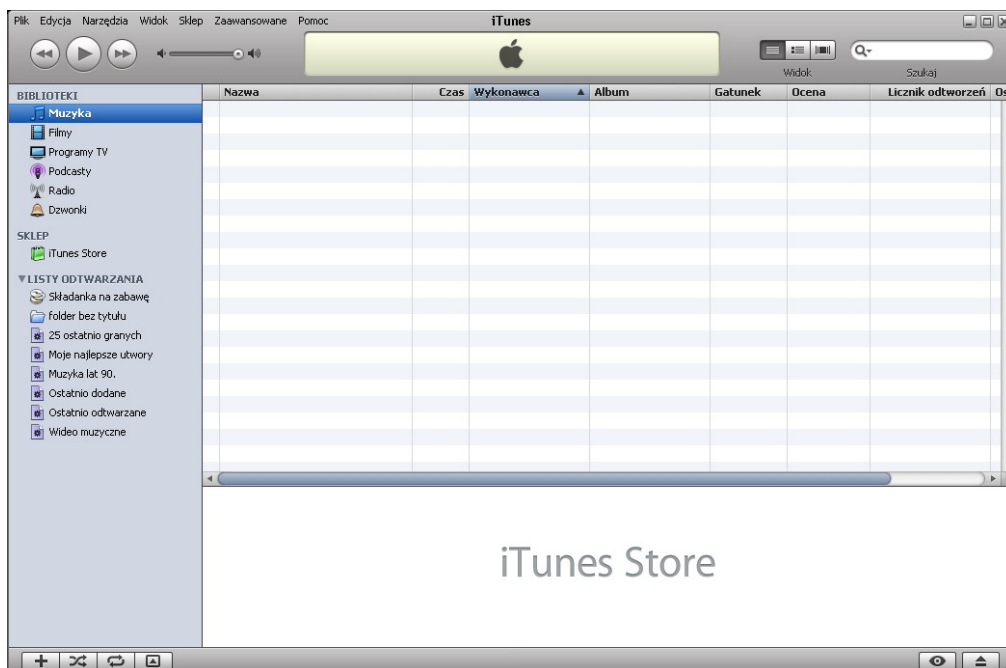 Plik Edycja Narzędzia Widok Sklep Zaawansowane Pomoc
iTunes
Widok
Szukaj
BIBLIOTEKI
Muzyka
Filmy
Programy TV
Podcasty
Radio
Dzwonki
SKLEP
iTunes Store
LISTY ODTWARZANIA
Składanka na zabawę
folder bez tytułu
25 ostatnio granych
Moje najlepsze utwory
Muzyka lat 90.
Ostatnio dodane
Ostatnio odtwarzane
Wideo muzyczne
Nazwa Czas Wykonawca Album Gatunek Ocena Licznik odtworzeń
iTunes Store